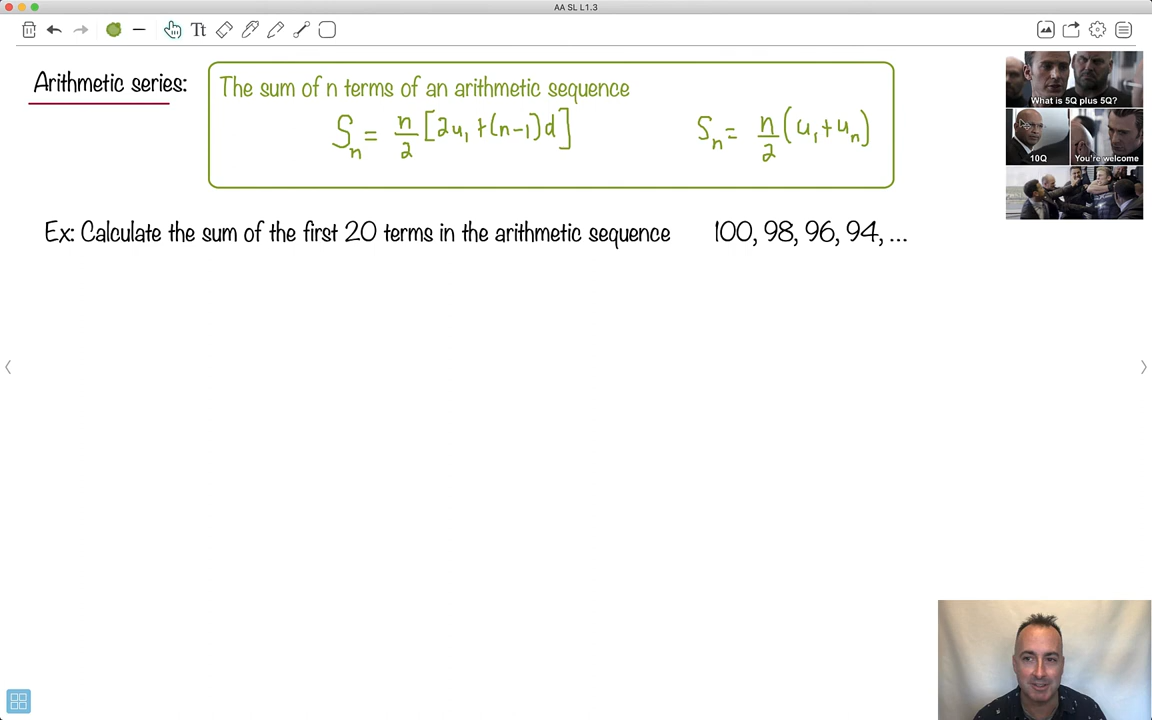 AA SL L1.3
Tt
Arithmetic series:
The sum of n terms of an arithmetic sequence
Sₙ = n/2 [2u₁ + (n-1)d]
Sₙ = n/2 (u₁ + uₙ)
What is 5Q plus 5Q?
10Q
You're welcome
Ex: Calculate the sum of the first 20 terms in the arithmetic sequence 100, 98, 96, 94, ...